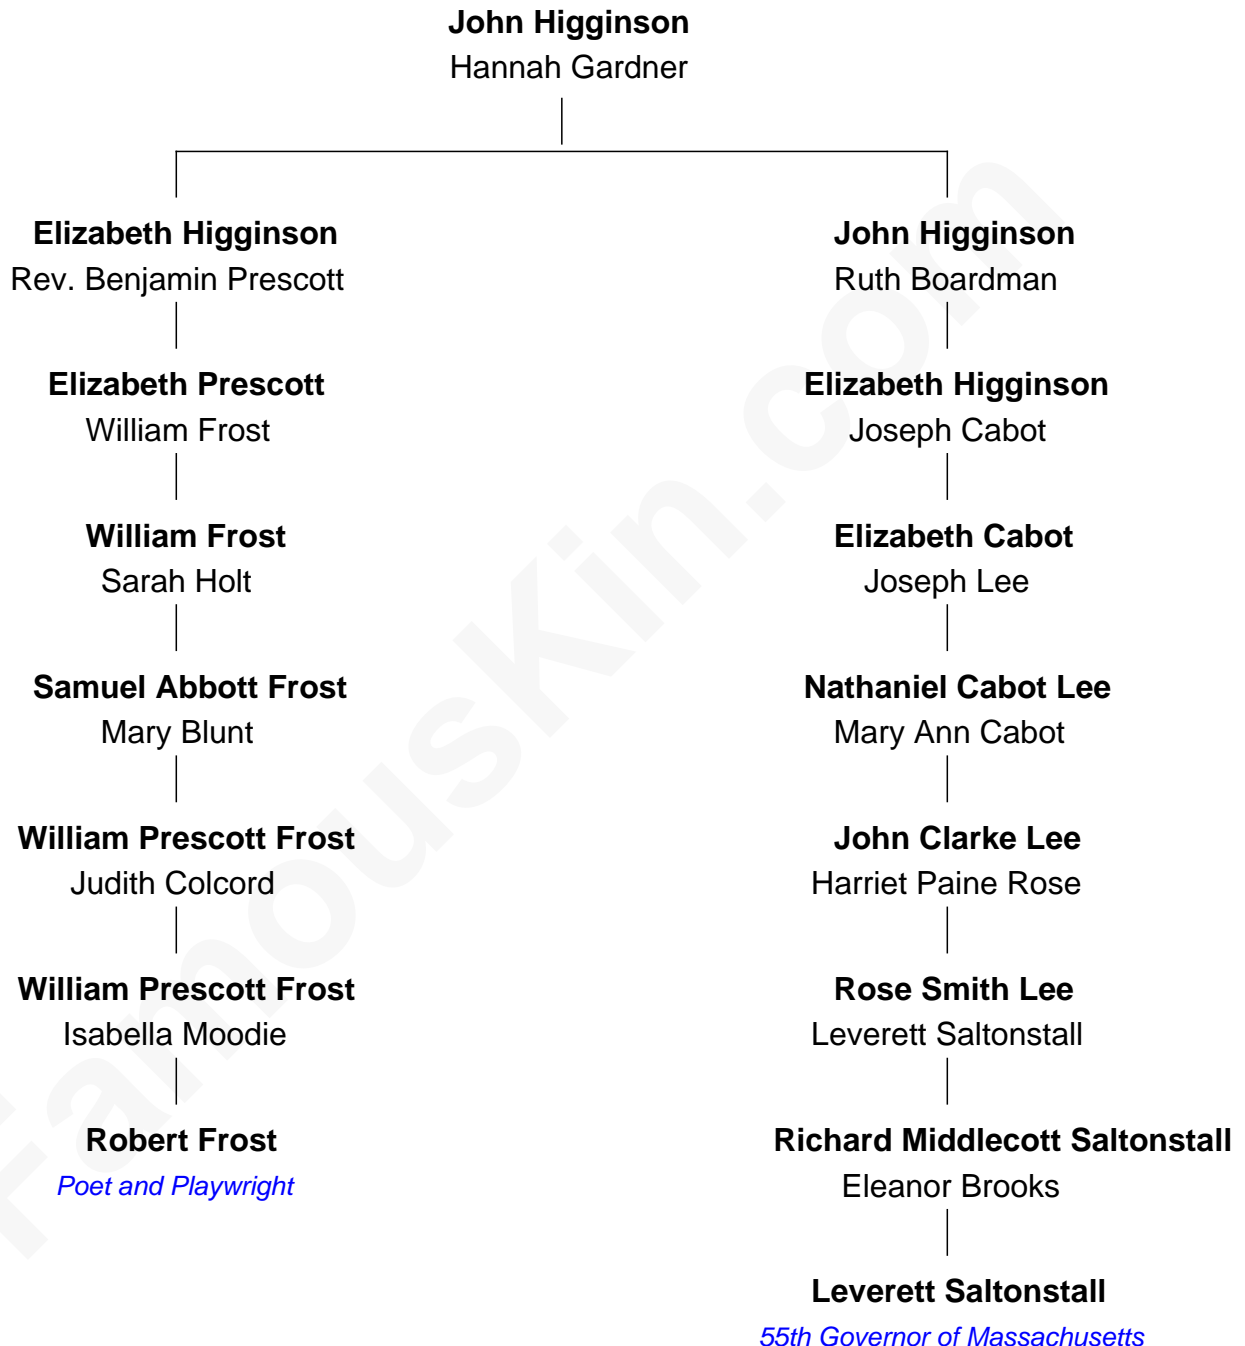 John Higginson
Hannah Gardner
Elizabeth Higginson
Rev. Benjamin Prescott
John Higginson
Ruth Boardman
Elizabeth Prescott
William Frost
Elizabeth Higginson
Joseph Cabot
William Frost
Sarah Holt
Elizabeth Cabot
Joseph Lee
Samuel Abbott Frost
Mary Blunt
Nathaniel Cabot Lee
Mary Ann Cabot
William Prescott Frost
Judith Colcord
John Clarke Lee
Harriet Paine Rose
William Prescott Frost
Isabella Moodie
Rose Smith Lee
Leverett Saltonstall
Robert Frost
Poet and Playwright
Richard Middlecott Saltonstall
Eleanor Brooks
Leverett Saltonstall
55th Governor of Massachusetts
FamousKin.com